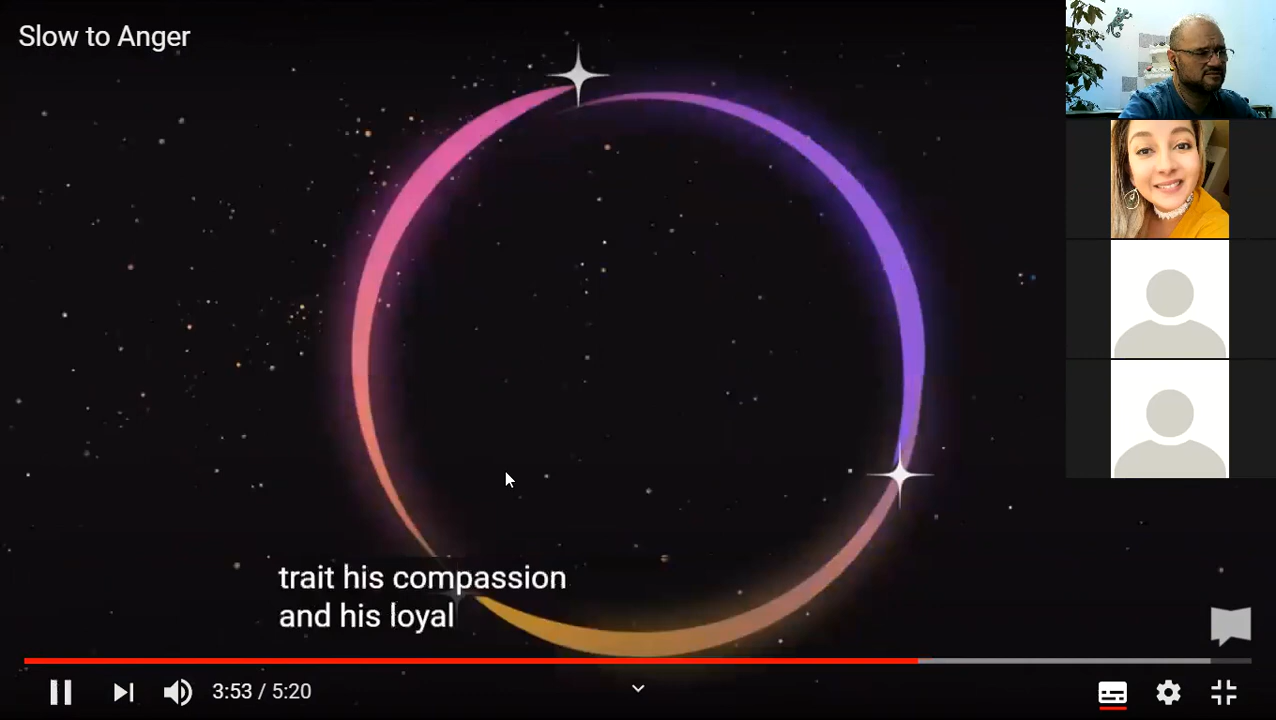 Slow to Anger
trait his compassion
and his loyal
3:53 / 5:20